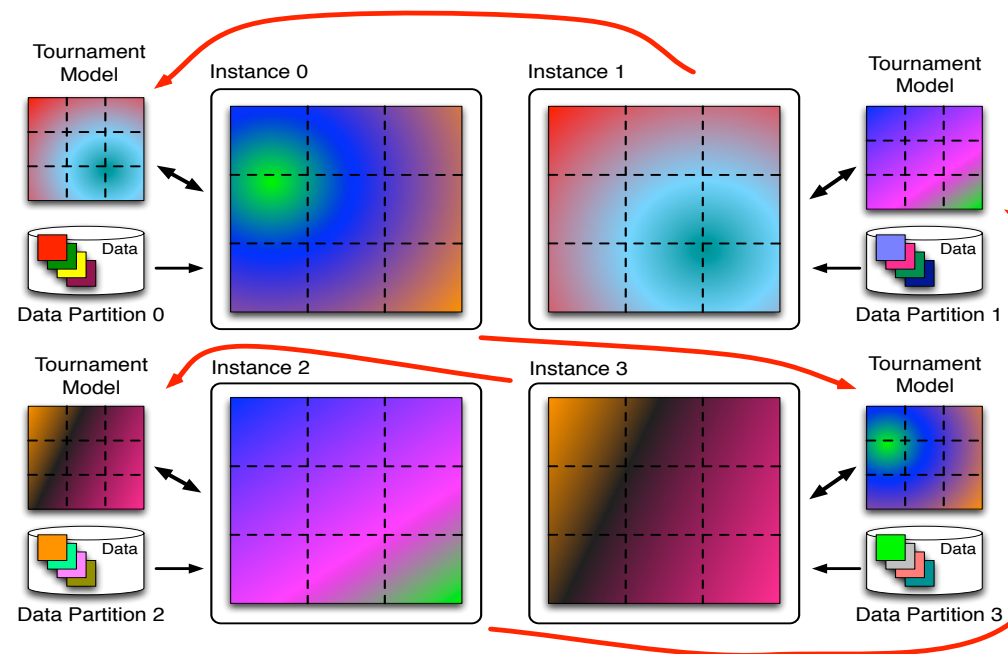 Tournament
Model
Instance 0
Instance 1
Tournament
Model
Data
Data Partition 0
Data
Data Partition 1
Tournament
Model
Instance 2
Instance 3
Tournament
Model
Data
Data Partition 2
Data
Data Partition 3